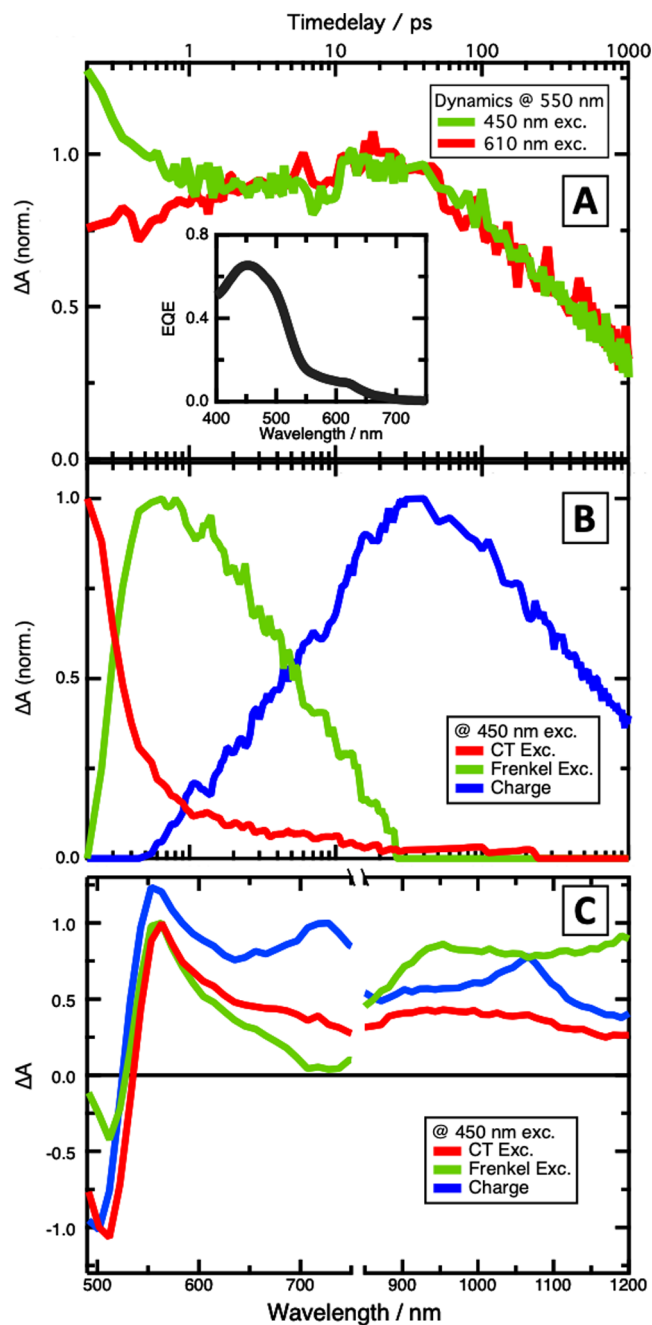 Timedelay / ps
1 10 100 1000
Dynamics @ 550 nm
450 nm exc.
610 nm exc.
1.0
A
ΔA (norm.)
0.8
EQE
0.4
0.5
0.0
400 500 600 700
Wavelength / nm
0.0
1.0
B
ΔA (norm.)
0.5
@ 450 nm exc.
CT Exc.
Frenkel Exc.
Charge
0.0
C
1.0
0.5
ΔA
0.0
@ 450 nm exc.
CT Exc.
Frenkel Exc.
Charge
-0.5
-1.0
500 600 700 900 1000 1100 1200
Wavelength / nm